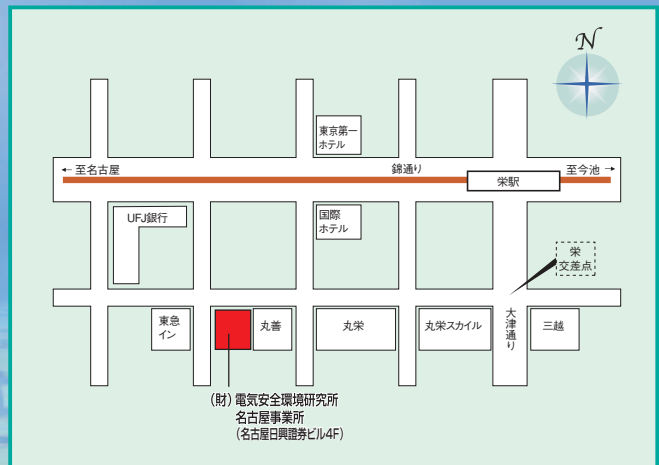 N
東京第一
ホテル
← 至名古屋
錦通り
至今池 →
栄駅
UFJ銀行
国際
ホテル
栄
交差点
東急
イン
丸善
丸栄
丸栄スカイル
大津通り
三越
(財) 電気安全環境研究所
名古屋事業所
(名古屋日興證券ビル4F)